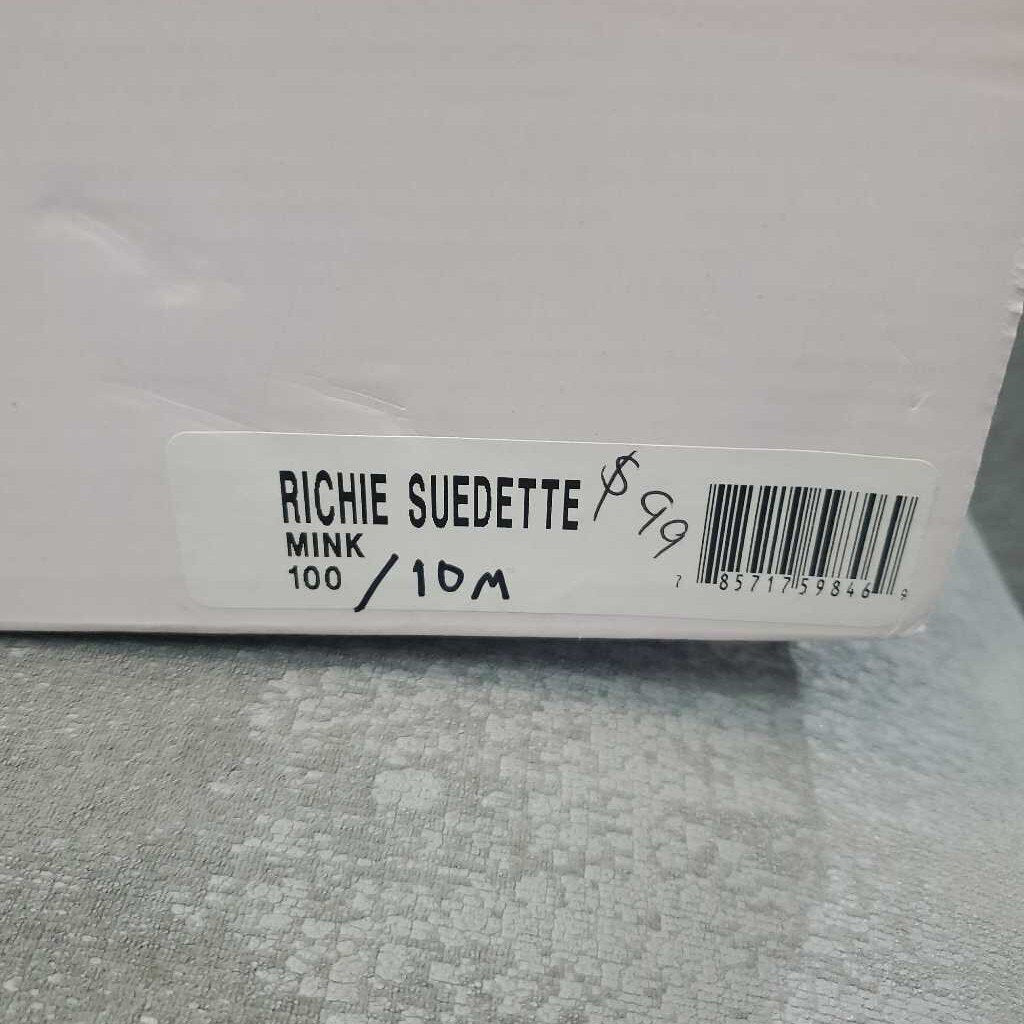 RICHIE SUEDETTE $99
MINK
100 / 10M
7 85717 59846 9